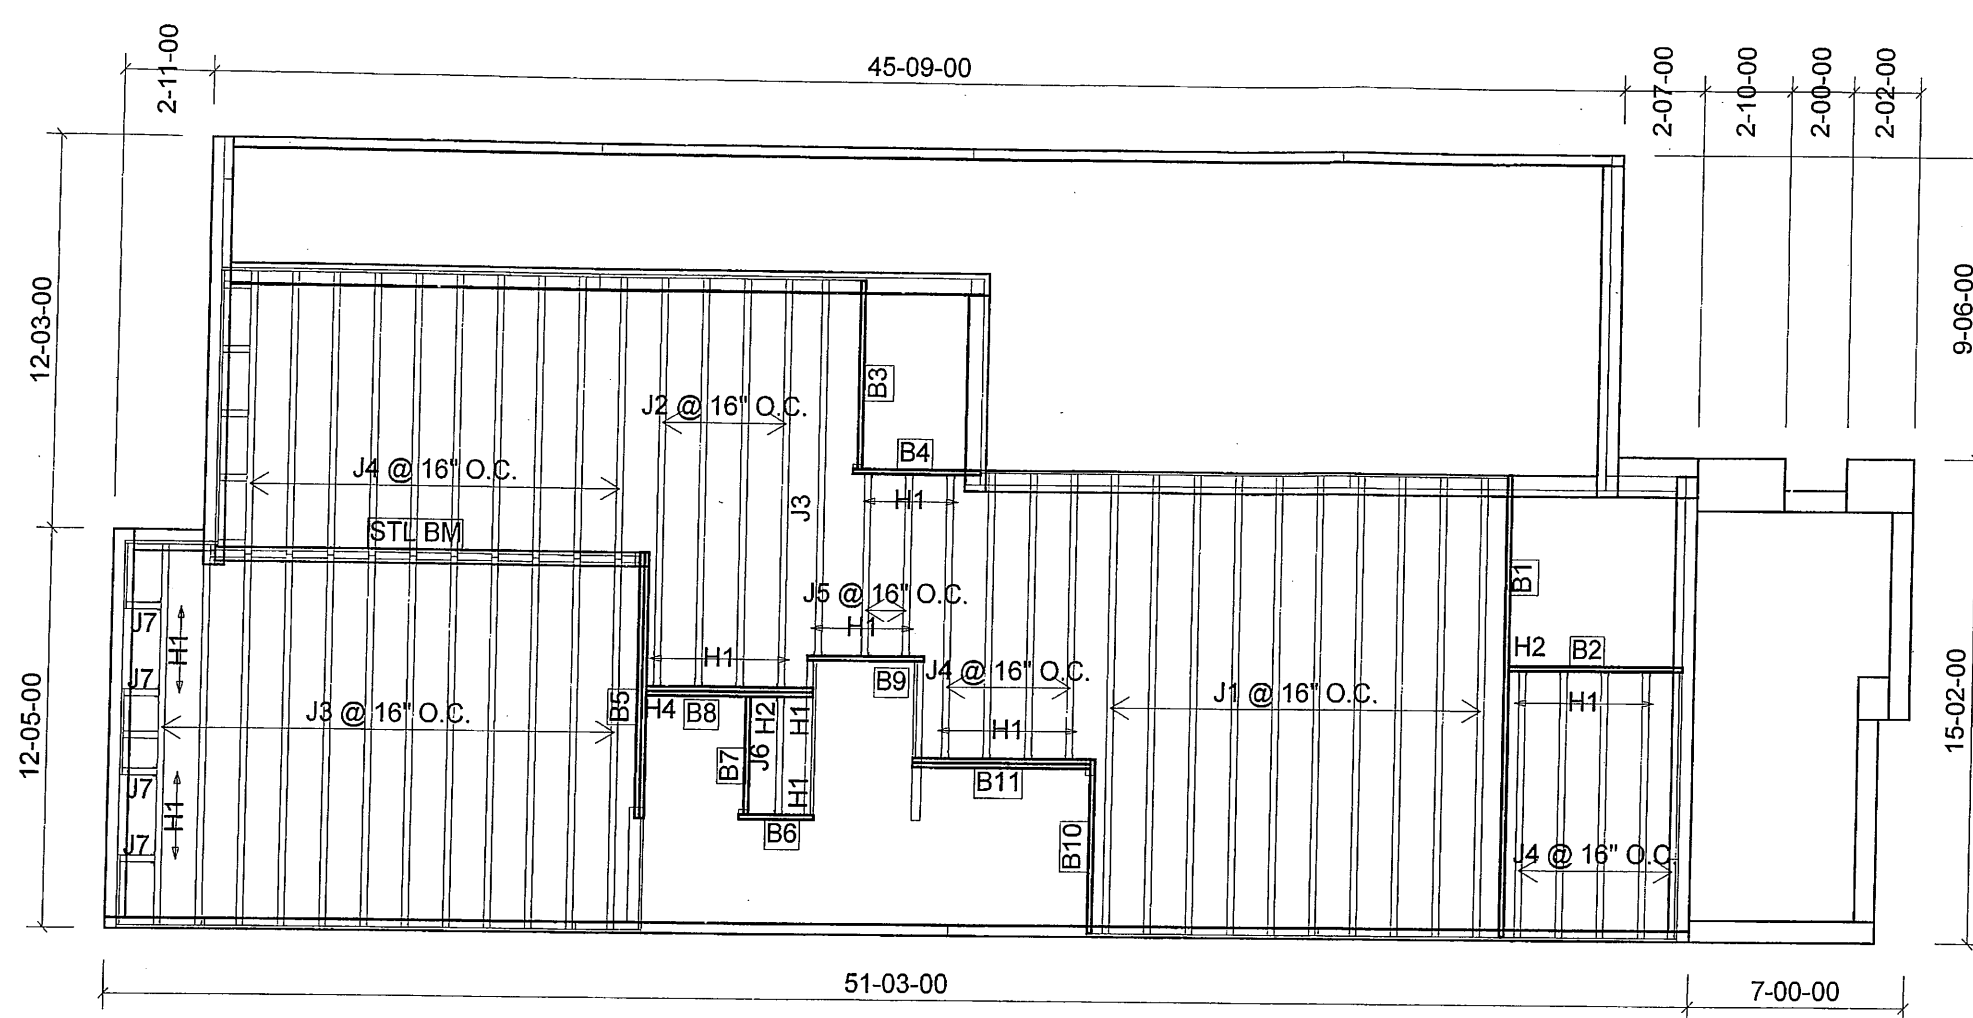 2-11-00
45-09-00
2-07-00
2-10-00
2-00-00
2-02-00
12-03-00
9-06-00
B3
J2 @ 16" O.C.
B4
J4 @ 16" O.C.
H1
J3
STL BM
B1
J5 @ 16" O.C.
H1
J7
H1
H1
H2
B2
J7
B5
H4
B8
H2
H1
B9
J4 @ 16" O.C.
J1 @ 16" O.C.
H1
J3 @ 16" O.C.
H1
12-05-00
15-02-00
B7
J6
H1
B11
J7
H1
B6
B10
J7
J4 @ 16" O.C.
51-03-00
7-00-00